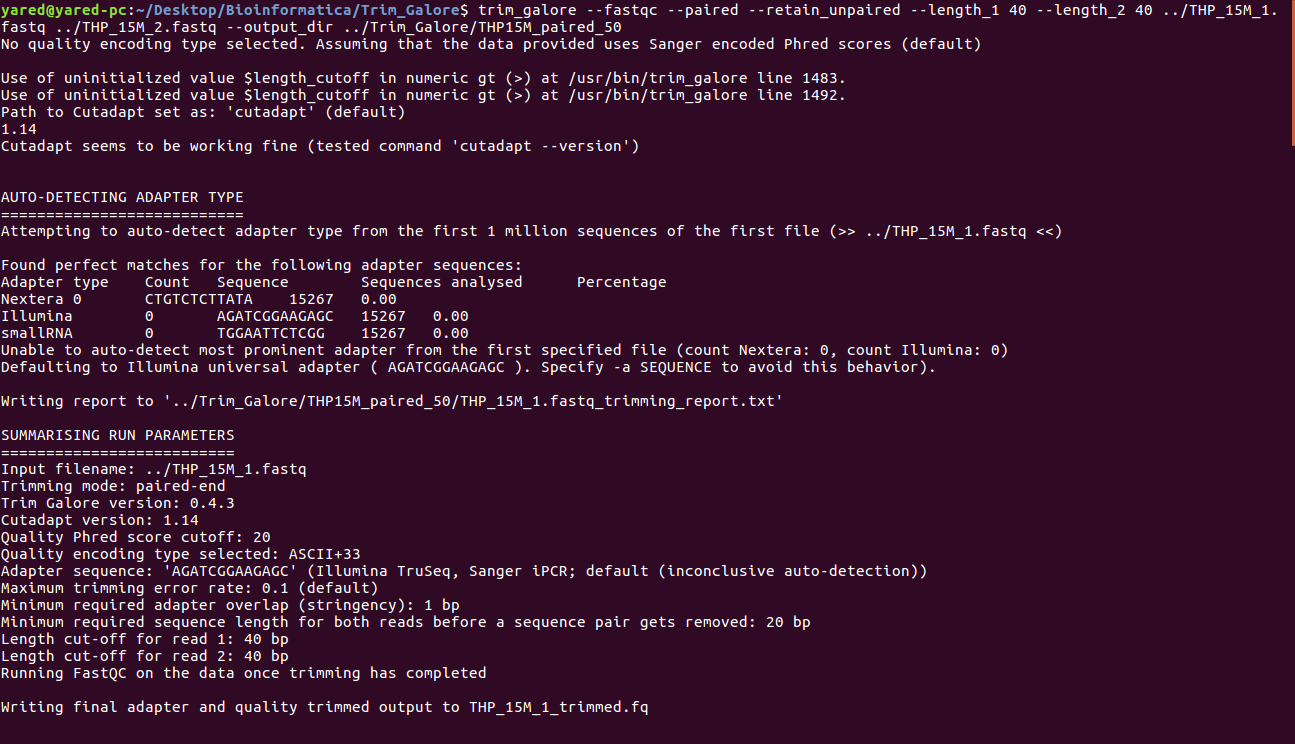 yared@yared-pc:~/Desktop/Bioinformatica/Trim_Galore$ trim_galore --fastqc --paired --retain_unpaired --length_1 40 --length_2 40 ../THP_15M_1.
fastq ../THP_15M_2.fastq --output_dir ../Trim_Galore/THP15M_paired_50
No quality encoding type selected. Assuming that the data provided uses Sanger encoded Phred scores (default)
Use of uninitialized value $length_cutoff in numeric gt (>) at /usr/bin/trim_galore line 1483.
Use of uninitialized value $length_cutoff in numeric gt (>) at /usr/bin/trim_galore line 1492.
Path to Cutadapt set as: 'cutadapt' (default)
1.14
Cutadapt seems to be working fine (tested command 'cutadapt --version')
AUTO-DETECTING ADAPTER TYPE
===========================
Attempting to auto-detect adapter type from the first 1 million sequences of the first file (>> ../THP_15M_1.fastq <<)
Found perfect matches for the following adapter sequences:
Adapter type    Count   Sequence        Sequences analysed      Percentage
Nextera 0       CTGTCTCTTATA    15267   0.00
Illumina        0       AGATCGGAAGAGC   15267   0.00
smallRNA        0       TGGAATTCTCGG    15267   0.00
Unable to auto-detect most prominent adapter from the first specified file (count Nextera: 0, count Illumina: 0)
Defaulting to Illumina universal adapter ( AGATCGGAAGAGC ). Specify -a SEQUENCE to avoid this behavior).
Writing report to '../Trim_Galore/THP15M_paired_50/THP_15M_1.fastq_trimming_report.txt'
SUMMARISING RUN PARAMETERS
==========================
Input filename: ../THP_15M_1.fastq
Trimming mode: paired-end
Trim Galore version: 0.4.3
Cutadapt version: 1.14
Quality Phred score cutoff: 20
Quality encoding type selected: ASCII+33
Adapter sequence: 'AGATCGGAAGAGC' (Illumina TruSeq, Sanger iPCR; default (inconclusive auto-detection))
Maximum trimming error rate: 0.1 (default)
Minimum required adapter overlap (stringency): 1 bp
Minimum required sequence length for both reads before a sequence pair gets removed: 20 bp
Length cut-off for read 1: 40 bp
Length cut-off for read 2: 40 bp
Running FastQC on the data once trimming has completed
Writing final adapter and quality trimmed output to THP_15M_1_trimmed.fq